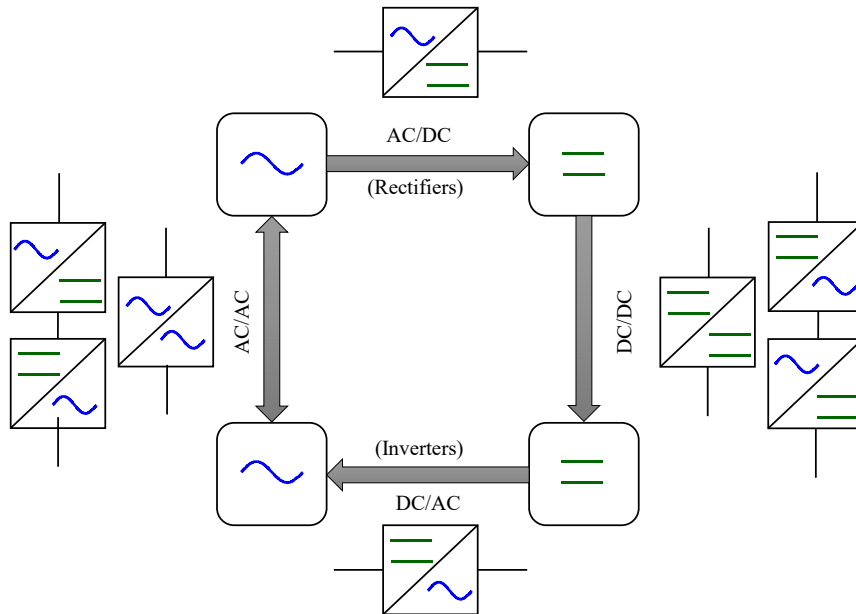 AC/DC
(Rectifiers)
AC/AC
DC/DC
(Inverters)
DC/AC